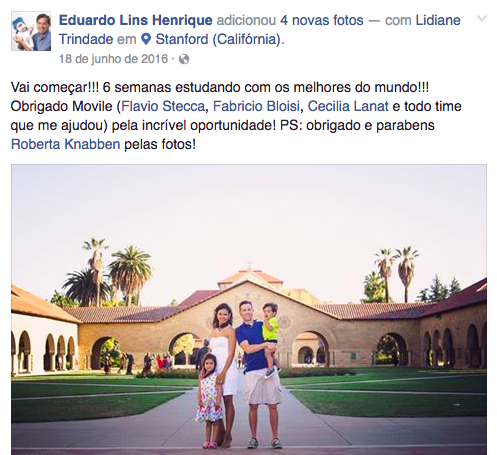 Eduardo Lins Henrique adicionou 4 novas fotos — com Lidiane
Trindade em Stanford (Califórnia).
18 de junho de 2016 ·
Vai começar!!! 6 semanas estudando com os melhores do mundo!!!
Obrigado Movile (Flavio Stecca, Fabricio Bloisi, Cecilia Lanat e todo time
que me ajudou) pela incrível oportunidade! PS: obrigado e parabens
Roberta Knabben pelas fotos!